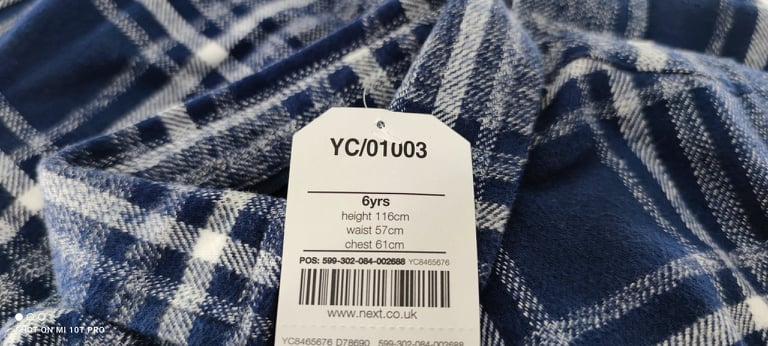 YC/01003
6yrs
height 116cm
waist 57cm
chest 61cm
POS: 599-302-084-002688 YC8465676
www.next.co.uk
YC8465676 D78690 599-302-084-002688
SHOT ON MI 10T PRO